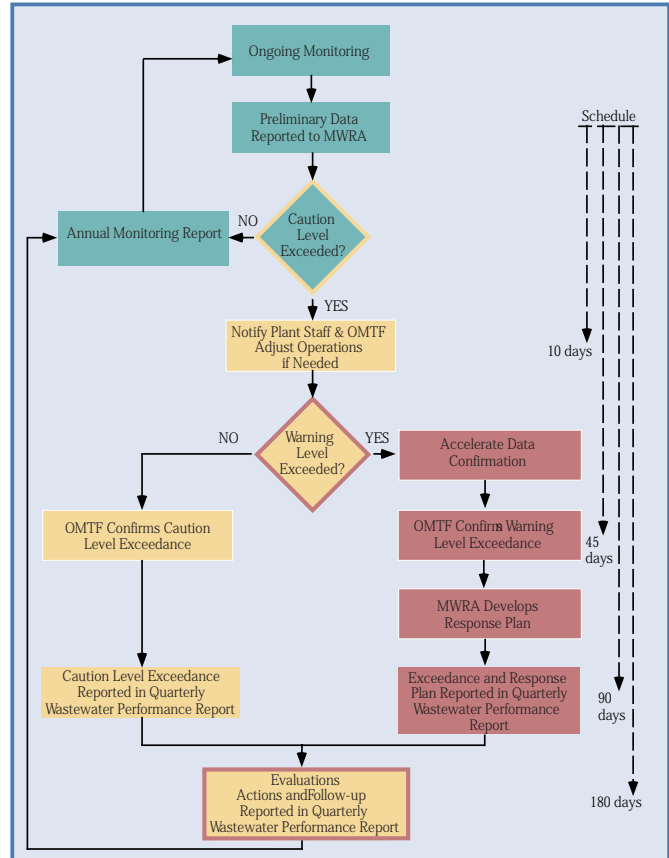 Ongoing Monitoring
Preliminary Data
Reported to MWRA
Schedule
Caution
Level
Exceeded?
NO
Annual Monitoring Report
YES
Notify Plant Staff & OMTF
Adjust Operations
if Needed
10 days
Warning
Level
Exceeded?
NO
YES
Accelerate Data
Confirmation
OMTF Confirms Caution
Level Exceedance
OMTF Confirms Warning
Level Exceedance
45
days
MWRA Develops
Response Plan
Caution Level Exceedance
Reported in Quarterly
Wastewater Performance Report
Exceedance and Response
Plan Reported in Quarterly
Wastewater Performance
Report
90
days
Evaluations
Actions andFollow-up
Reported in Quarterly
Wastewater Performance Report
180 days